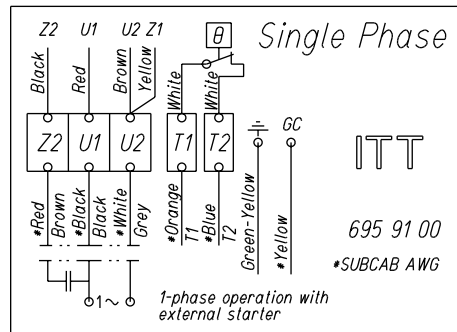 Z2 U1 U2 Z1
θ
Single Phase
Black
Red
Brown
Yellow
White
White
Z2 U1 U2 T1 T2
GC
ITT
*Red
Brown
*Black
Black
*White
Grey
*Orange
T1
*Blue
T2
Green-Yellow
*Yellow
695 91 00
*SUBCAB AWG
1~
1-phase operation with
external starter